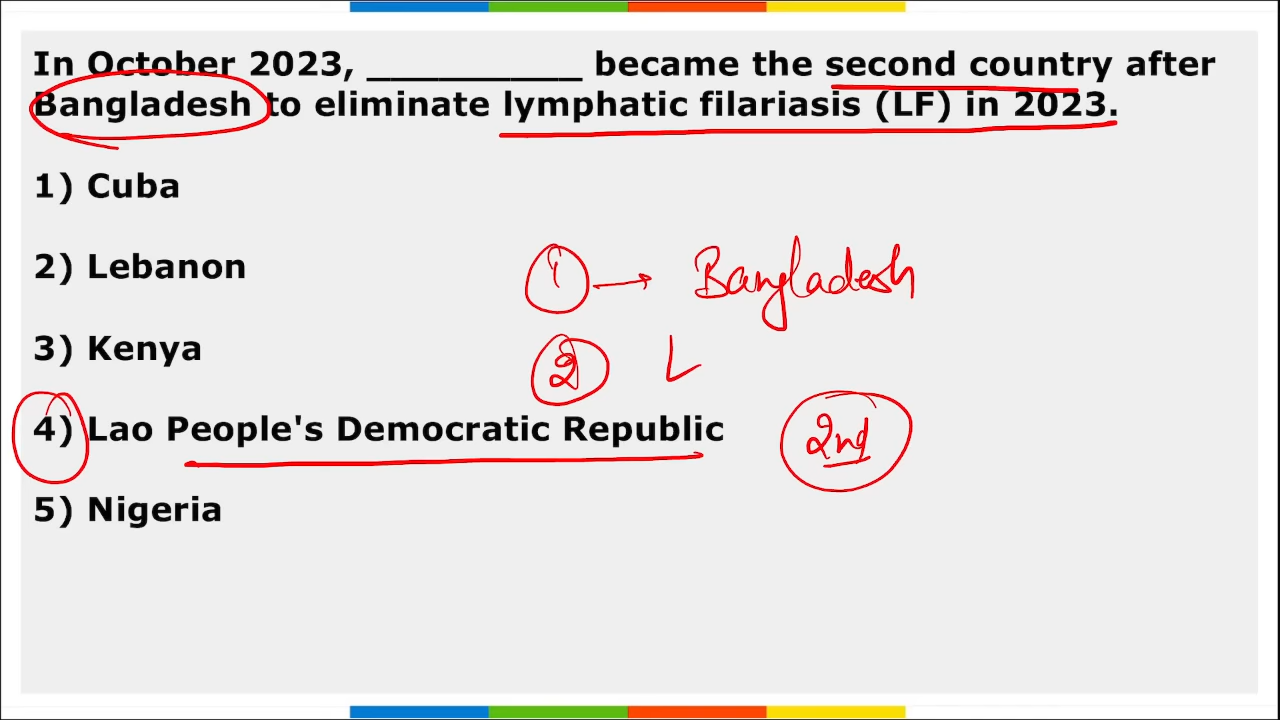 In October 2023, __________ became the second country after
Bangladesh to eliminate lymphatic filariasis (LF) in 2023.
1) Cuba
2) Lebanon
1 → Bangladesh
3) Kenya
2 L
4) Lao People's Democratic Republic
2nd
5) Nigeria